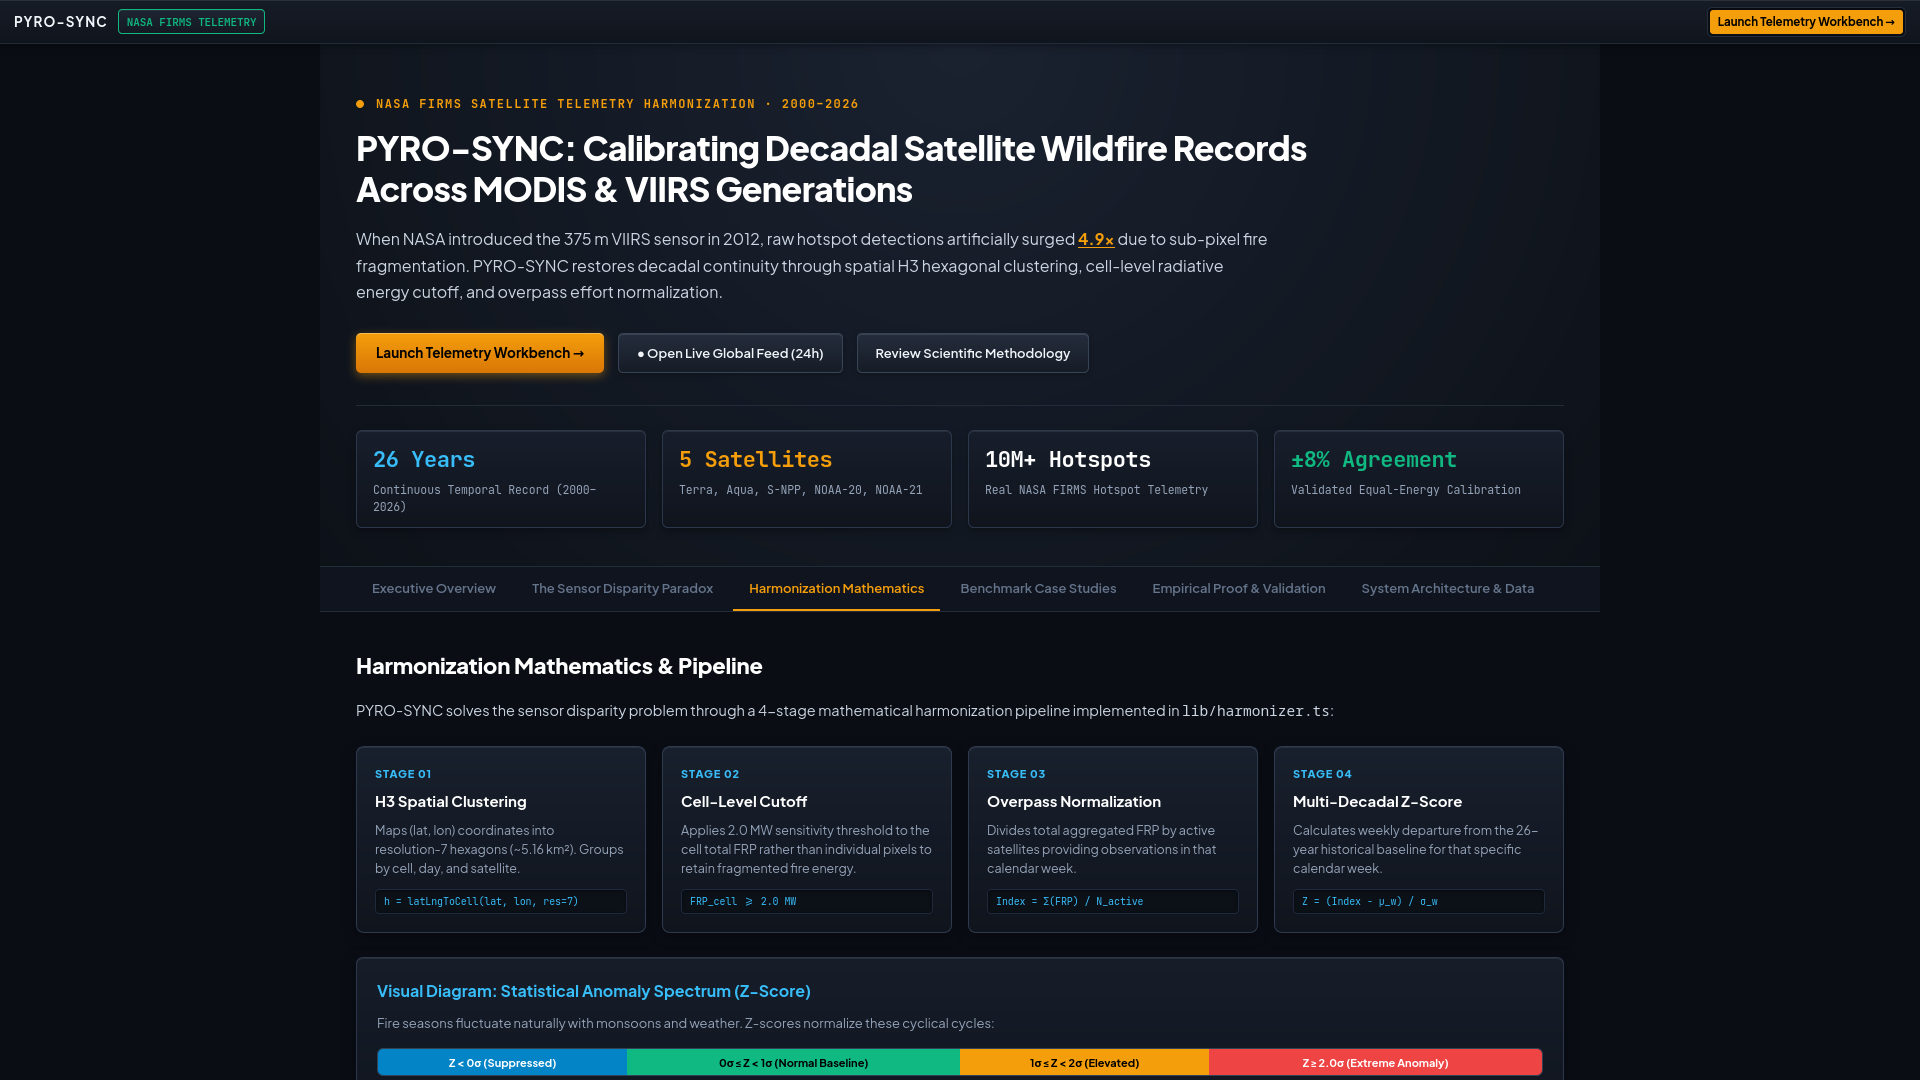 PYRO-SYNC
NASA FIRMS TELEMETRY
Launch Telemetry Workbench →
NASA FIRMS SATELLITE TELEMETRY HARMONIZATION · 2000–2026
PYRO-SYNC: Calibrating Decadal Satellite Wildfire Records
Across MODIS & VIIRS Generations
When NASA introduced the 375 m VIIRS sensor in 2012, raw hotspot detections artificially surged 4.9× due to sub-pixel fire
fragmentation. PYRO-SYNC restores decadal continuity through spatial H3 hexagonal clustering, cell-level radiative
energy cutoff, and overpass effort normalization.
Launch Telemetry Workbench →
● Open Live Global Feed (24h)
Review Scientific Methodology
26 Years
Continuous Temporal Record (2000–
2026)
5 Satellites
Terra, Aqua, S-NPP, NOAA-20, NOAA-21
10M+ Hotspots
Real NASA FIRMS Hotspot Telemetry
±8% Agreement
Validated Equal-Energy Calibration
Executive Overview
The Sensor Disparity Paradox
Harmonization Mathematics
Benchmark Case Studies
Empirical Proof & Validation
System Architecture & Data
Harmonization Mathematics & Pipeline
PYRO-SYNC solves the sensor disparity problem through a 4-stage mathematical harmonization pipeline implemented in lib/harmonizer.ts:
STAGE 01
H3 Spatial Clustering
Maps (lat, lon) coordinates into
resolution-7 hexagons (~5.16 km²). Groups
by cell, day, and satellite.
h = latLngToCell(lat, lon, res=7)
STAGE 02
Cell-Level Cutoff
Applies 2.0 MW sensitivity threshold to the
cell total FRP rather than individual pixels to
retain fragmented fire energy.
FRP_cell ≥ 2.0 MW
STAGE 03
Overpass Normalization
Divides total aggregated FRP by active
satellites providing observations in that
calendar week.
Index = Σ(FRP) / N_active
STAGE 04
Multi-Decadal Z-Score
Calculates weekly departure from the 26-
year historical baseline for that specific
calendar week.
Z = (Index - μ_w) / σ_w
Visual Diagram: Statistical Anomaly Spectrum (Z-Score)
Fire seasons fluctuate naturally with monsoons and weather. Z-scores normalize these cyclical cycles:
Z < 0σ (Suppressed)
0σ ≤ Z < 1σ (Normal Baseline)
1σ ≤ Z < 2σ (Elevated)
Z ≥ 2.0σ (Extreme Anomaly)